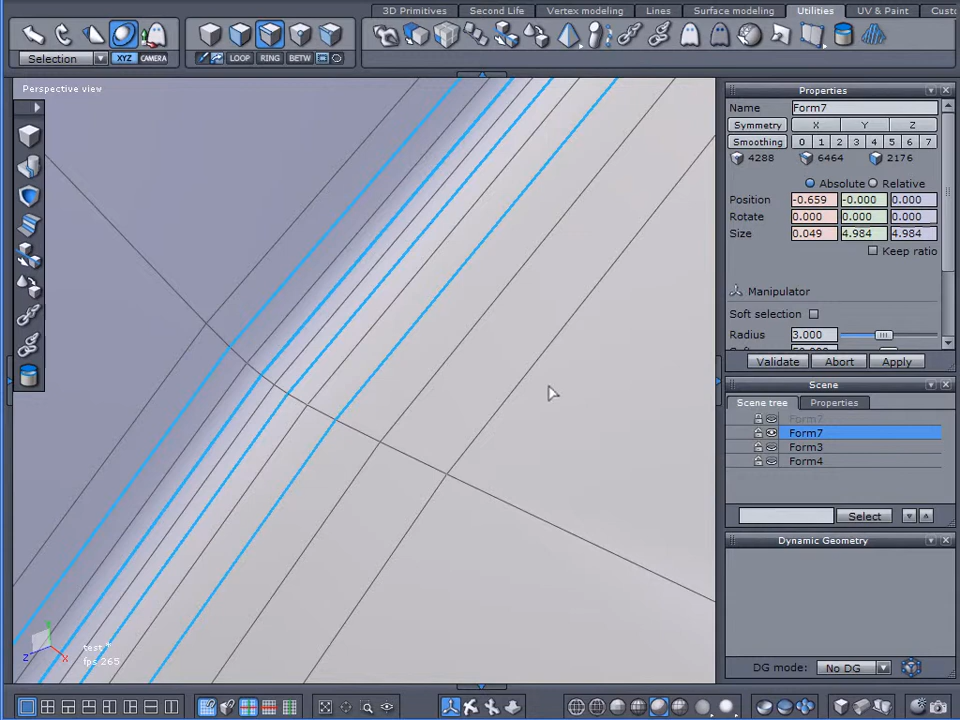 3D Primitives Second Life Vertex modeling Lines Surface modeling Utilities UV & Paint
Selection XYZ CAMERA LOOP RING BETW
Perspective view
Properties
Name Form7
Symmetry X Y Z
Smoothing 0 1 2 3 4 5 6 7
4288 6464 2176
Absolute Relative
Position -0.659 -0.000 0.000
Rotate 0.000 0.000 0.000
Size 0.049 4.984 4.984
Keep ratio
Manipulator
Soft selection
Radius 3.000
Validate Abort Apply
Scene
Scene tree Properties
Form7
Form7
Form3
Form4
Select
Dynamic Geometry
Y
Z X
test *
fps 265
DG mode: No DG